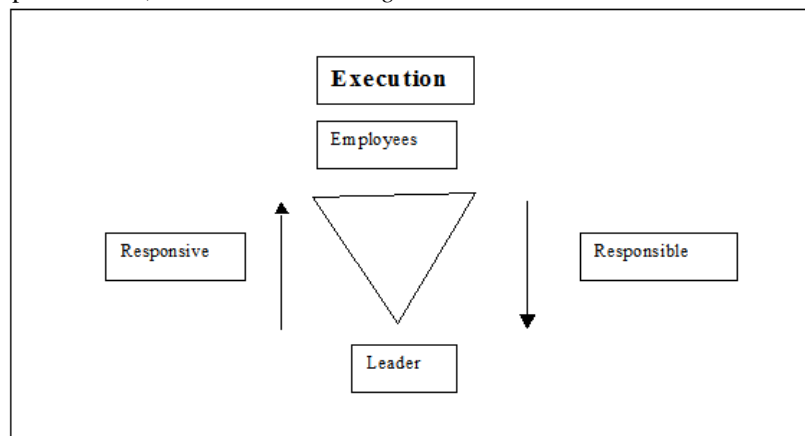 Execution
Employees
Responsive
Responsible
Leader